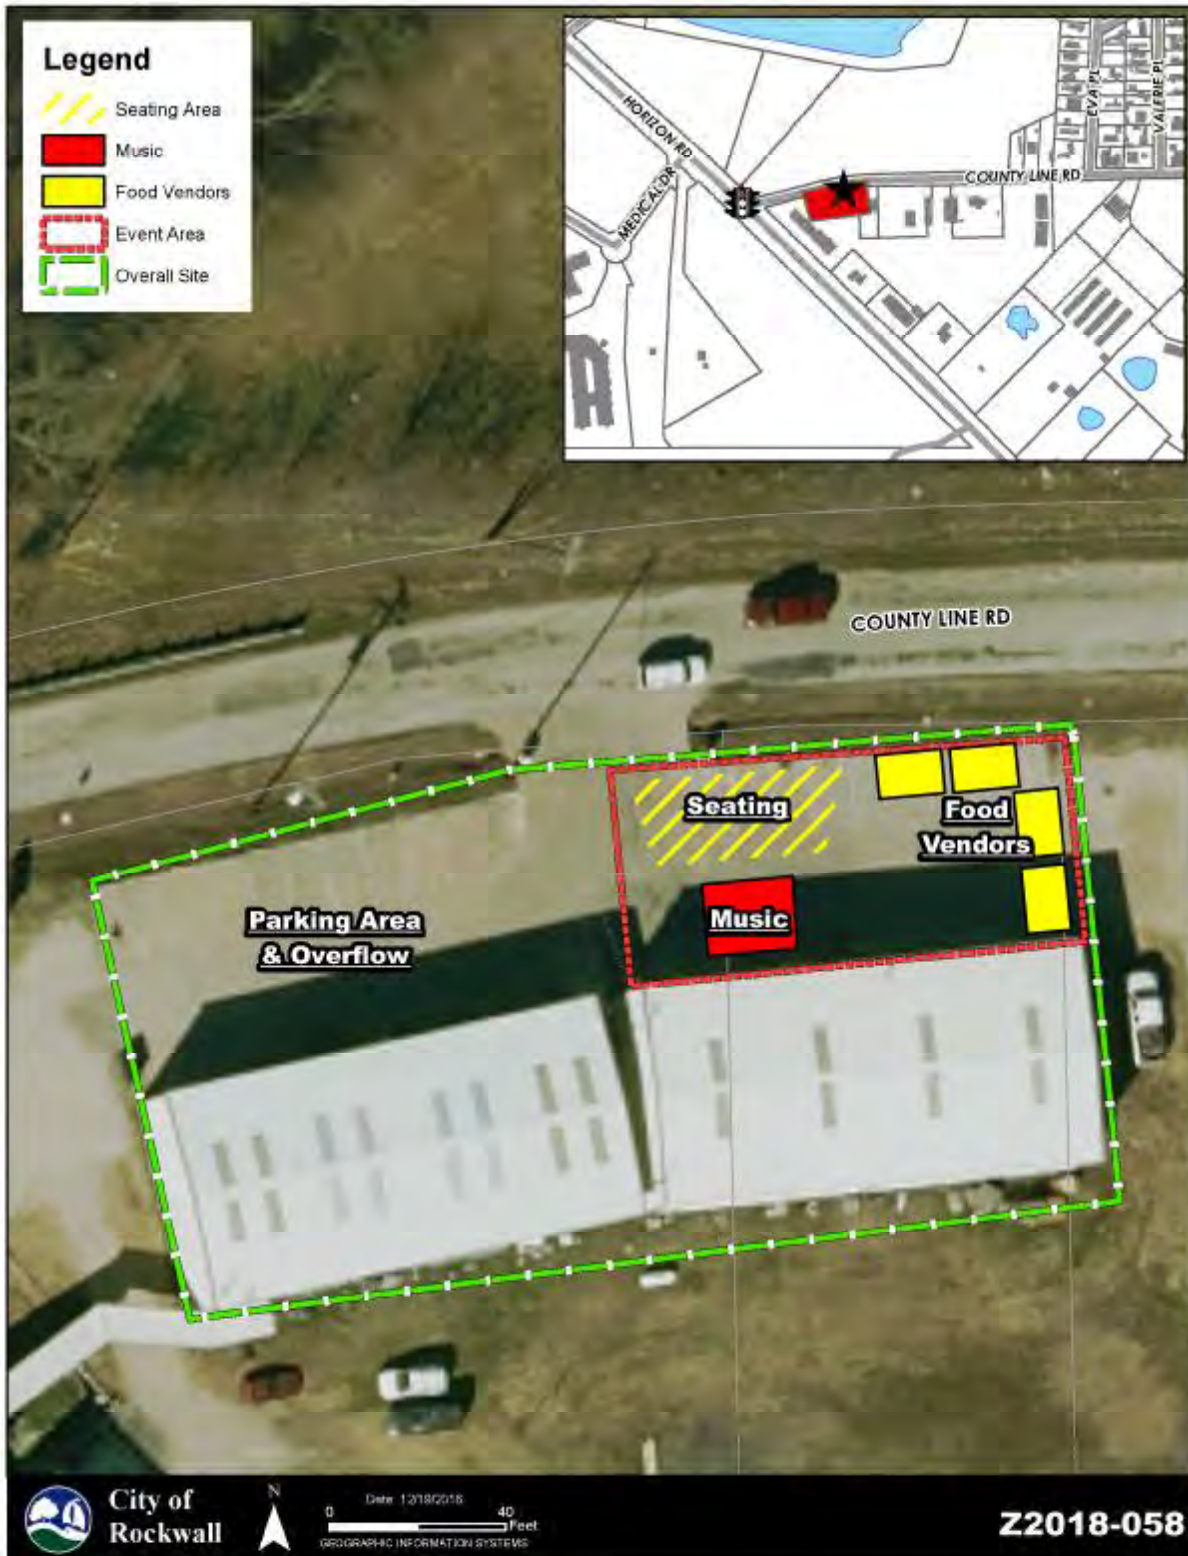 Legend
Seating Area
Music
Food Vendors
Event Area
Overall Site
HORIZON RD
MEDICAL DR
COUNTY LINE RD
EVA PL
VALERIE PL
COUNTY LINE RD
Seating
Food
Vendors
Music
Parking Area
& Overflow
City of
Rockwall
N
Date: 12/18/2018
0 40
Feet
GEOGRAPHIC INFORMATION SYSTEMS
Z2018-058